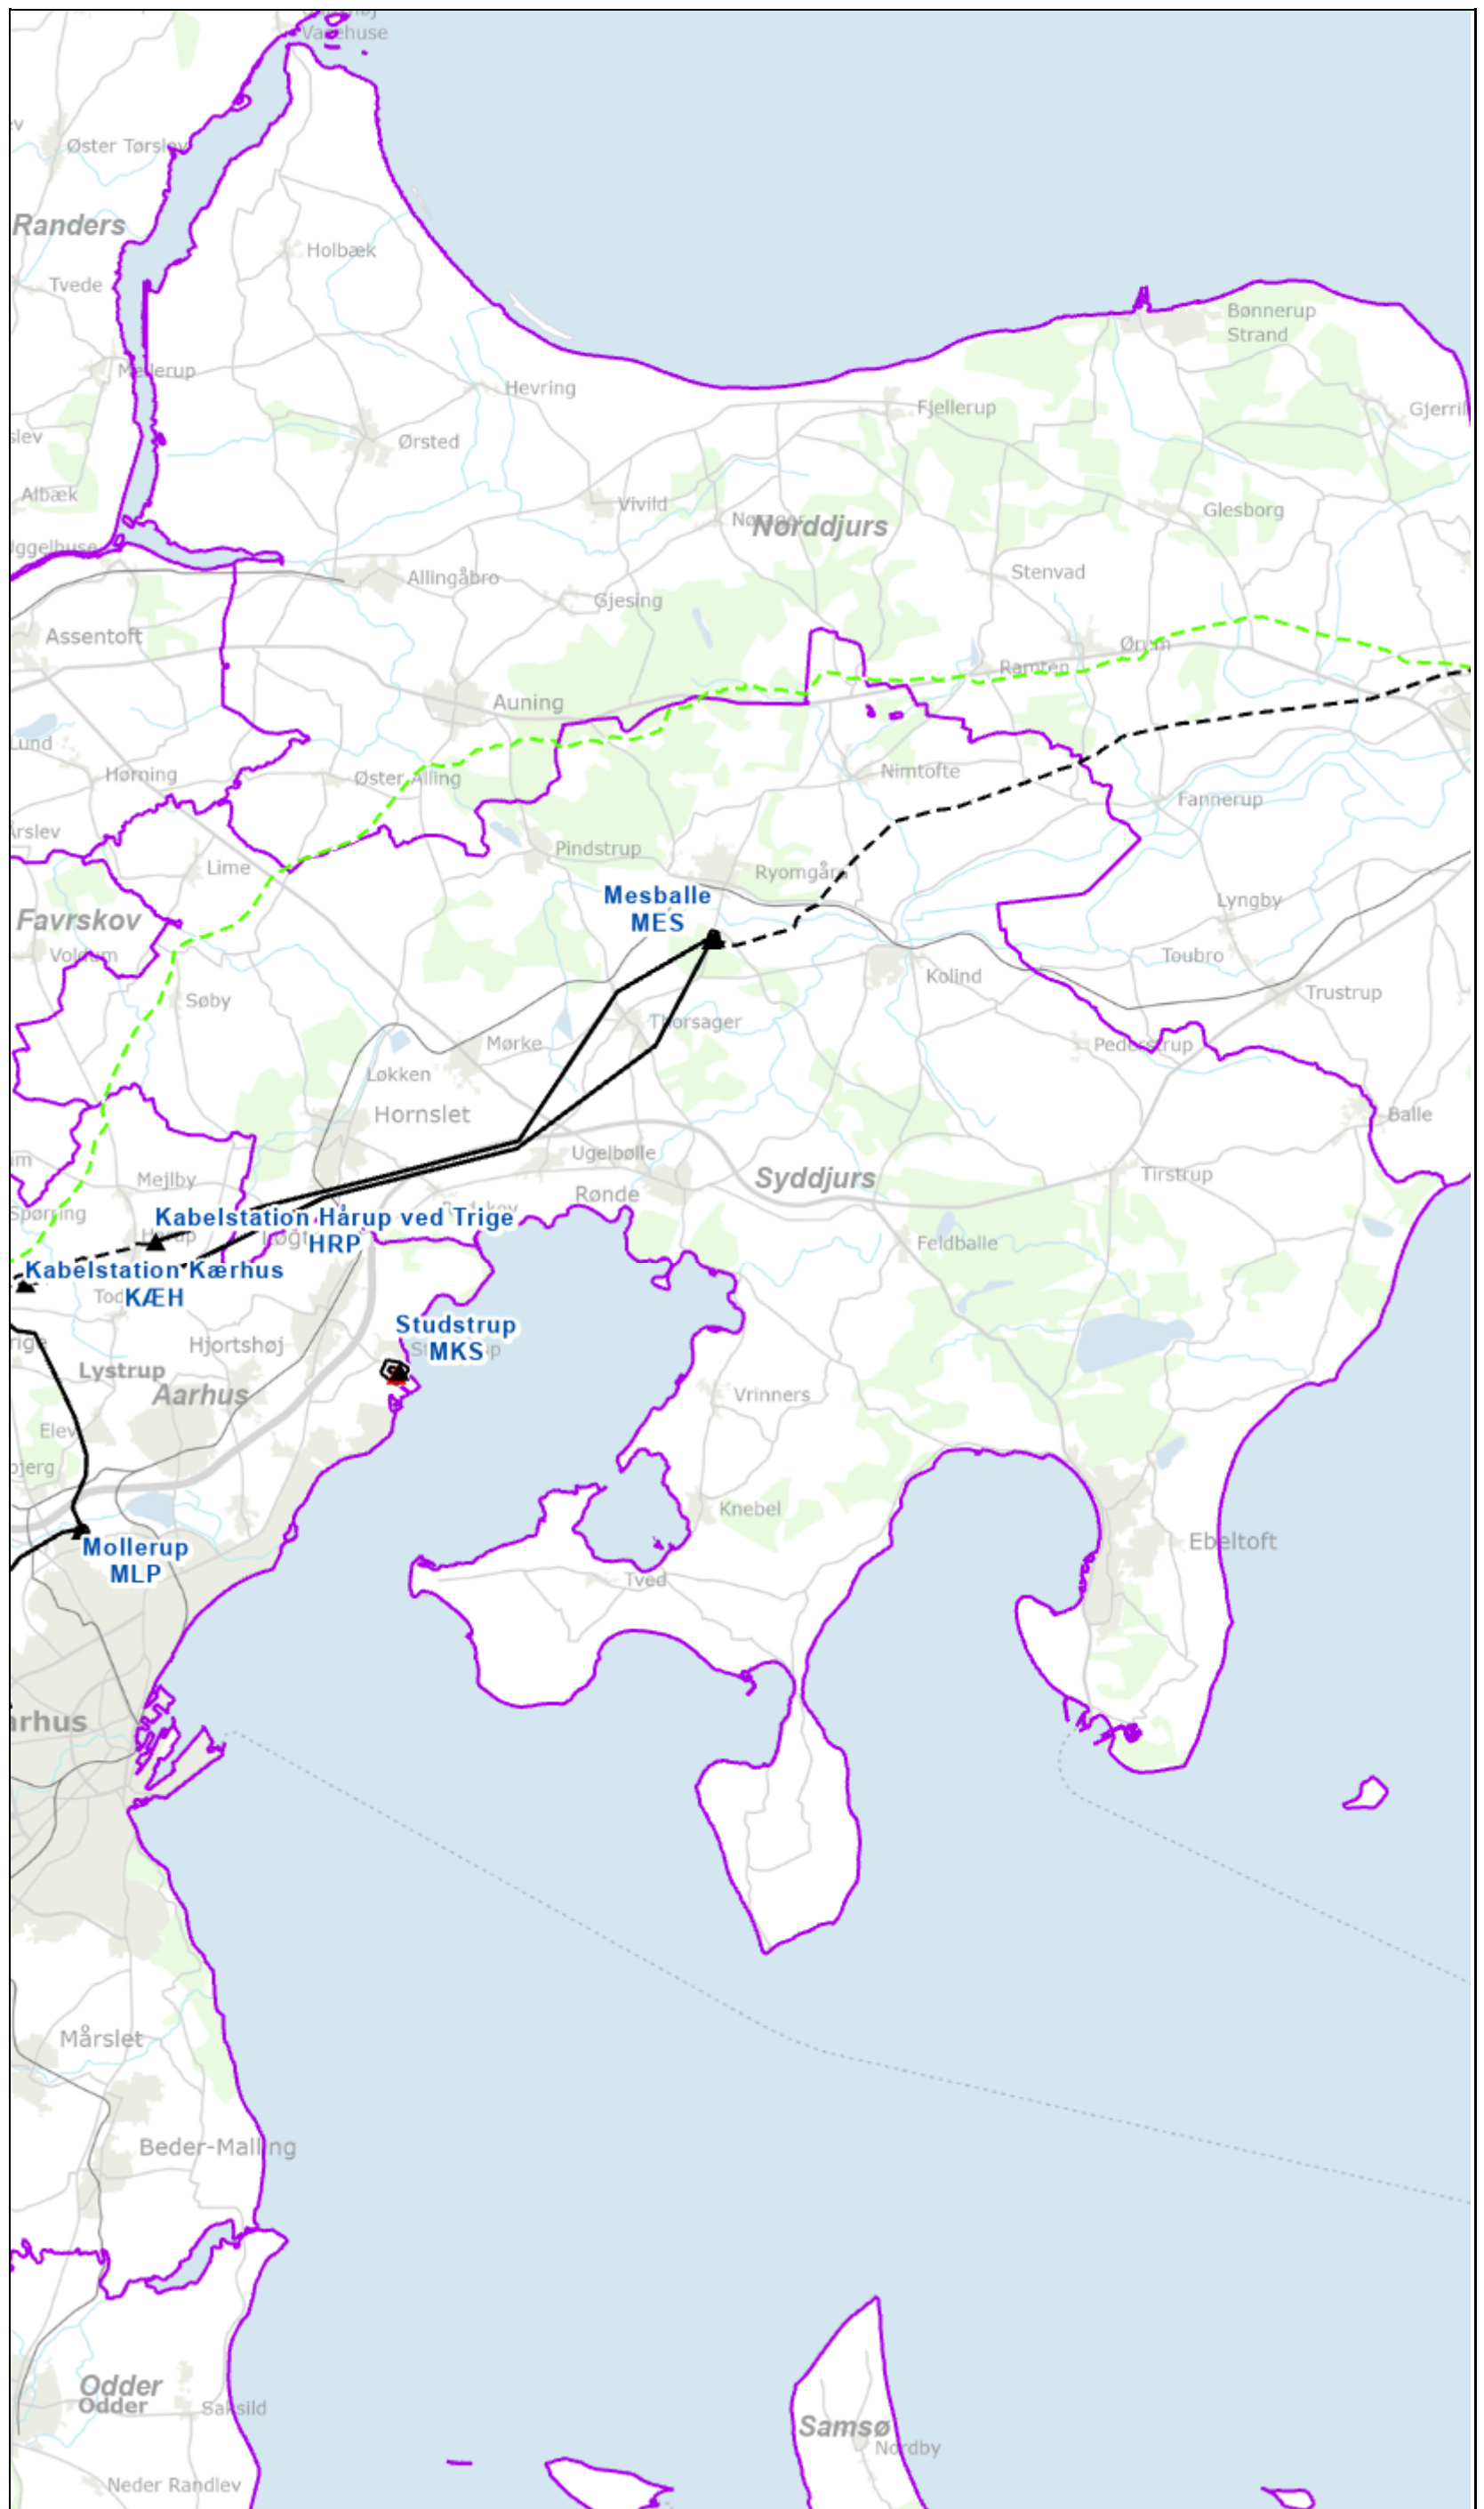 Øster Tørslev
Randers
Holbæk
Tvede
Bønnerup
Strand
Mellerup
Hevring
Fjellerup
Ørsted
Albæk
Vivild
Glesborg
Nørager
Norddjurs
Stenvad
Allingåbro
Gjesing
Assentoft
Ørum
Ramten
Auning
Lund
Hørning
Øster Alling
Nimtofte
Fannerup
Pindstrup
Lime
Ryomgård
Mesballe
MES
Lyngby
Favrskov
Voldum
Toubro
Kolind
Trustrup
Søby
Thorsager
Mørke
Pederstrup
Løkken
Hornslet
Balle
Ugelbølle
Mejlby
Syddjurs
Tirstrup
Rønde
Spørring
Kabelstation Hårup ved Trige
HRP
Feldballe
Kabelstation Kærhus
KÆH
Studstrup
MKS
Hjortshøj
Lystrup
Aarhus
Vrinners
Elev
Knebel
Mollerup
MLP
Ebeltoft
Tved
Mårslet
Beder-Malling
Odder
Odder
Saksild
Samsø
Nordby
Neder Randlev